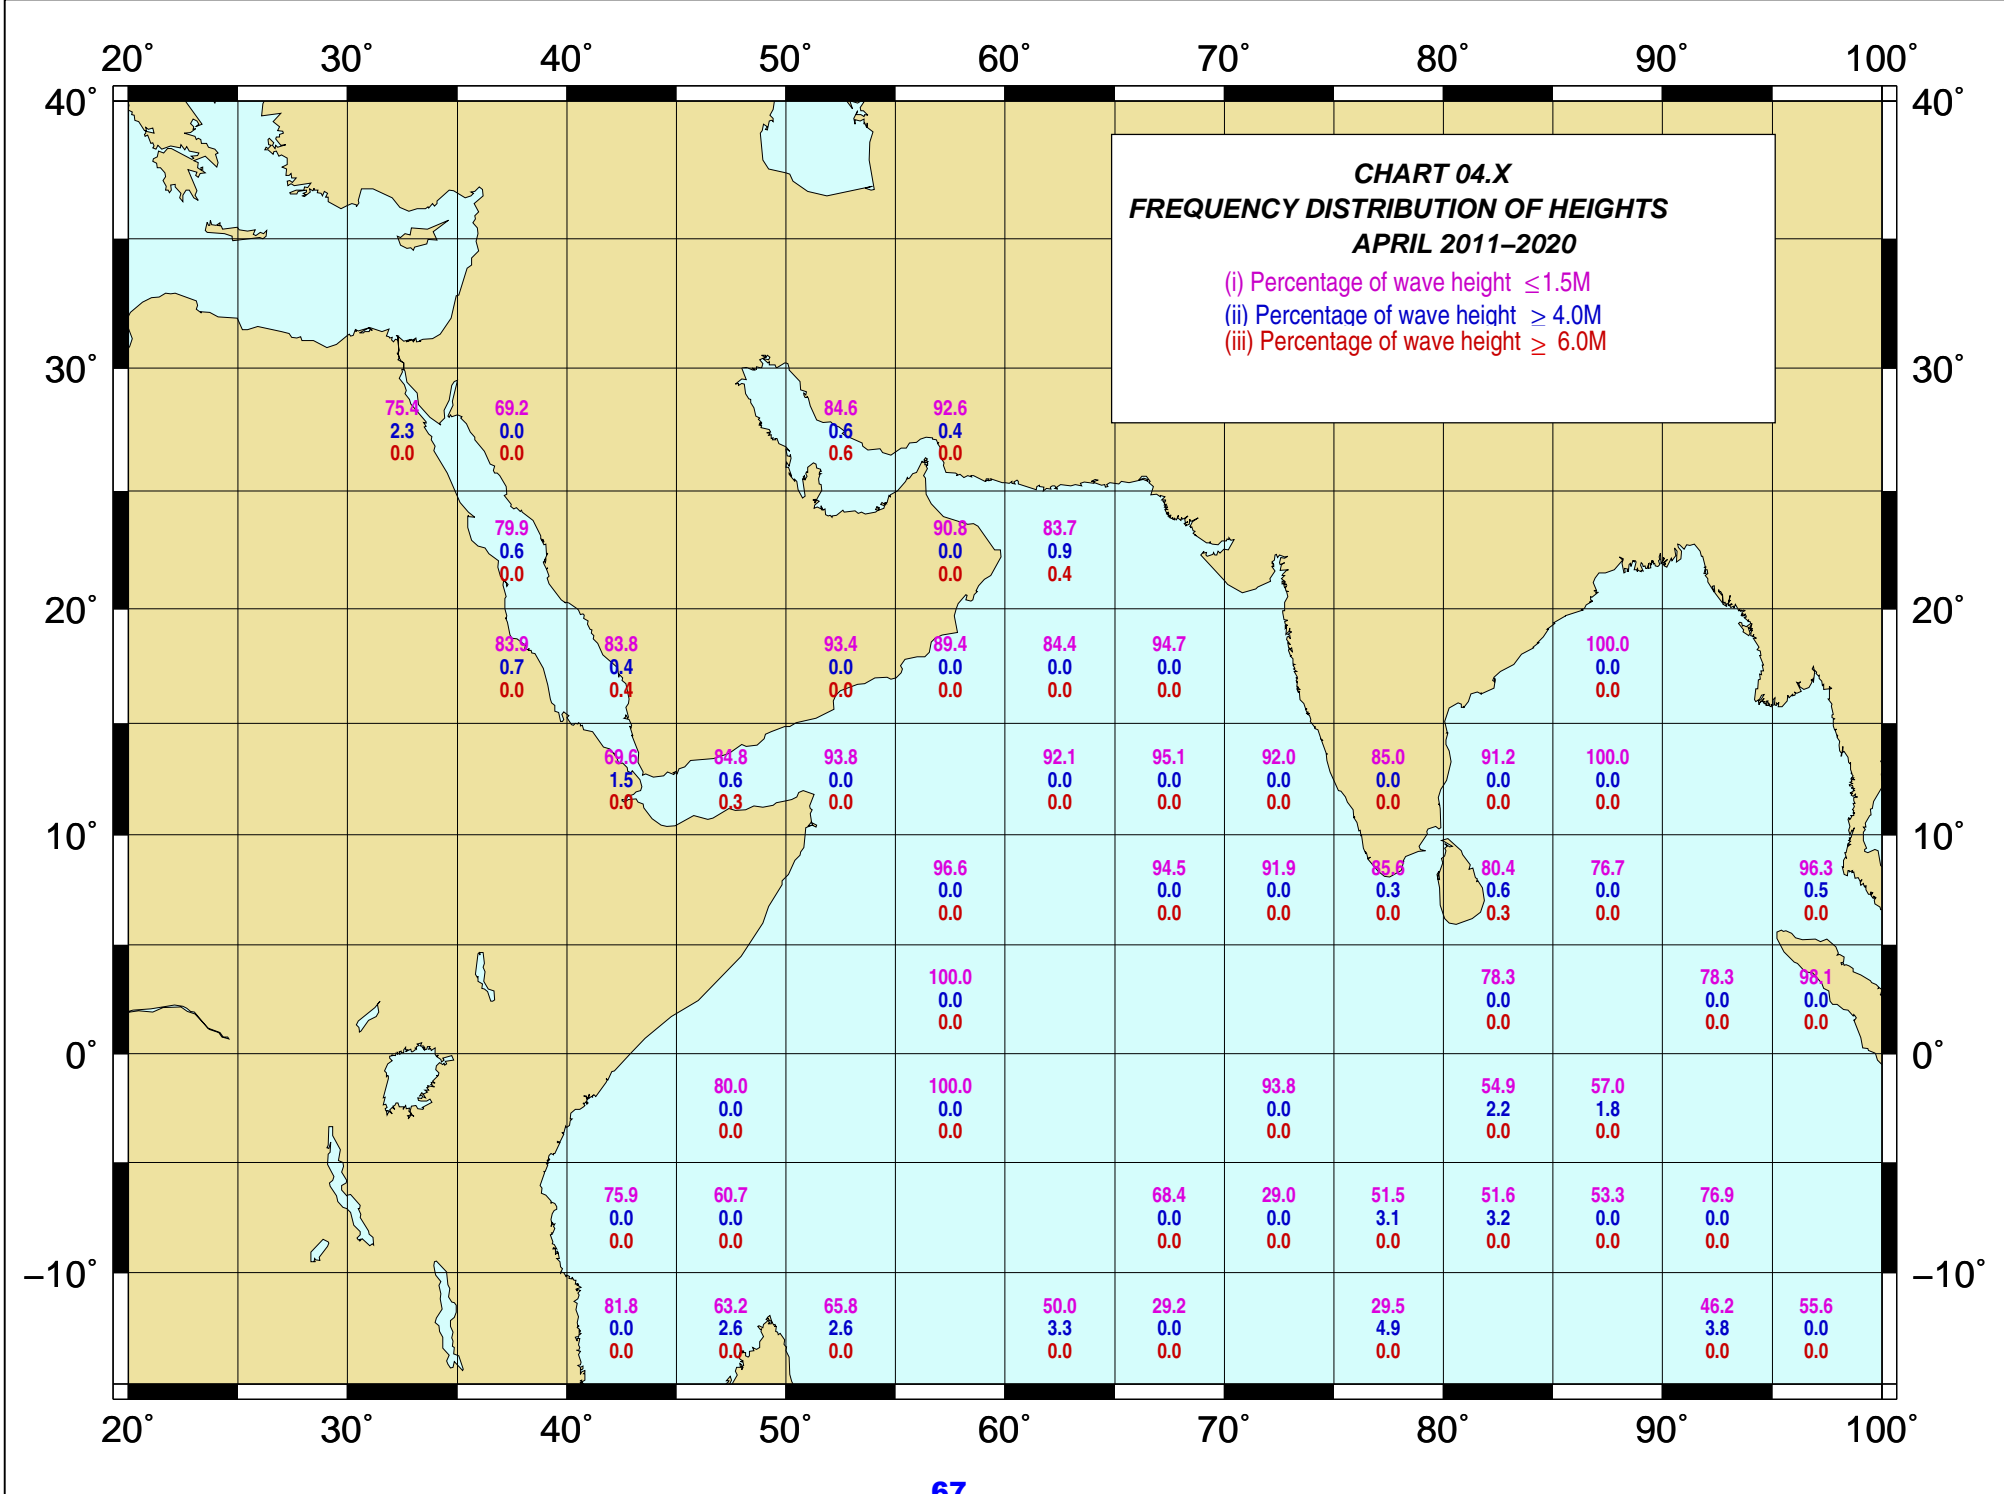 20° 30° 40° 50° 60° 70° 80° 90° 100°
40° 40°
CHART 04.X
FREQUENCY DISTRIBUTION OF HEIGHTS
APRIL 2011–2020
(i) Percentage of wave height ≤1.5M
(ii) Percentage of wave height ≥ 4.0M
(iii) Percentage of wave height ≥ 6.0M
30° 30°
75.4 69.2 84.6 92.6
2.3 0.0 0.6 0.4
0.0 0.0 0.6 0.0
79.9 90.8 83.7
0.6 0.0 0.9
0.0 0.0 0.4
20° 20°
83.9 83.8 93.4 89.4 84.4 94.7 100.0
0.7 0.4 0.0 0.0 0.0 0.0 0.0
0.0 0.4 0.0 0.0 0.0 0.0 0.0
69.6 84.8 93.8 92.1 95.1 92.0 85.0 91.2 100.0
1.5 0.6 0.0 0.0 0.0 0.0 0.0 0.0 0.0
0.0 0.3 0.0 0.0 0.0 0.0 0.0 0.0 0.0
10° 10°
96.6 94.5 91.9 85.6 80.4 76.7 96.3
0.0 0.0 0.0 0.3 0.6 0.0 0.5
0.0 0.0 0.0 0.0 0.3 0.0 0.0
100.0 78.3 78.3 98.1
0.0 0.0 0.0 0.0
0.0 0.0 0.0 0.0
0° 0°
80.0 100.0 93.8 54.9 57.0
0.0 0.0 0.0 2.2 1.8
0.0 0.0 0.0 0.0 0.0
75.9 60.7 68.4 29.0 51.5 51.6 53.3 76.9
0.0 0.0 0.0 0.0 3.1 3.2 0.0 0.0
0.0 0.0 0.0 0.0 0.0 0.0 0.0 0.0
–10° –10°
81.8 63.2 65.8 50.0 29.2 29.5 46.2 55.6
0.0 2.6 2.6 3.3 0.0 4.9 3.8 0.0
0.0 0.0 0.0 0.0 0.0 0.0 0.0 0.0
20° 30° 40° 50° 60° 70° 80° 90° 100°
67